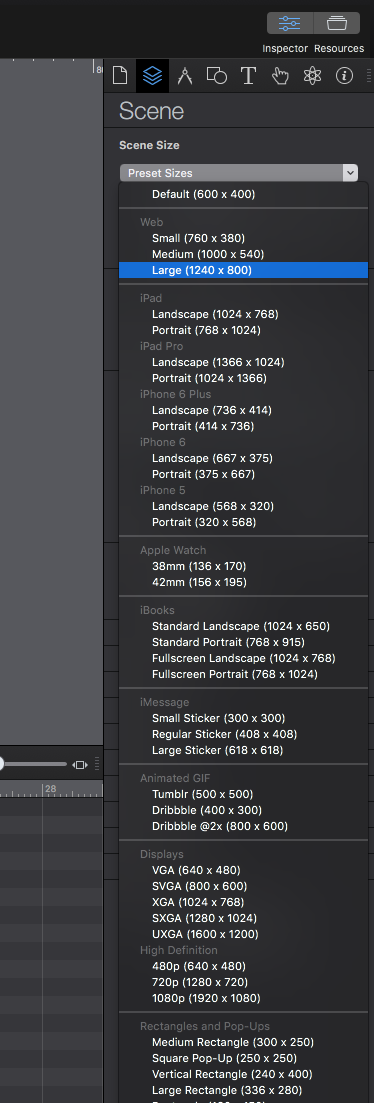 Inspector Resources
80
T
Scene
Scene Size
Preset Sizes
Default (600 x 400)
Web
Small (760 x 380)
Medium (1000 x 540)
Large (1240 x 800)
iPad
Landscape (1024 x 768)
Portrait (768 x 1024)
iPad Pro
Landscape (1366 x 1024)
Portrait (1024 x 1366)
iPhone 6 Plus
Landscape (736 x 414)
Portrait (414 x 736)
iPhone 6
Landscape (667 x 375)
Portrait (375 x 667)
iPhone 5
Landscape (568 x 320)
Portrait (320 x 568)
Apple Watch
38mm (136 x 170)
42mm (156 x 195)
iBooks
Standard Landscape (1024 x 650)
Standard Portrait (768 x 915)
Fullscreen Landscape (1024 x 768)
Fullscreen Portrait (768 x 1024)
iMessage
Small Sticker (300 x 300)
Regular Sticker (408 x 408)
Large Sticker (618 x 618)
Animated GIF
Tumblr (500 x 500)
Dribbble (400 x 300)
Dribbble @2x (800 x 600)
28
Displays
VGA (640 x 480)
SVGA (800 x 600)
XGA (1024 x 768)
SXGA (1280 x 1024)
UXGA (1600 x 1200)
High Definition
480p (640 x 480)
720p (1280 x 720)
1080p (1920 x 1080)
Rectangles and Pop-Ups
Medium Rectangle (300 x 250)
Square Pop-Up (250 x 250)
Vertical Rectangle (240 x 400)
Large Rectangle (336 x 280)